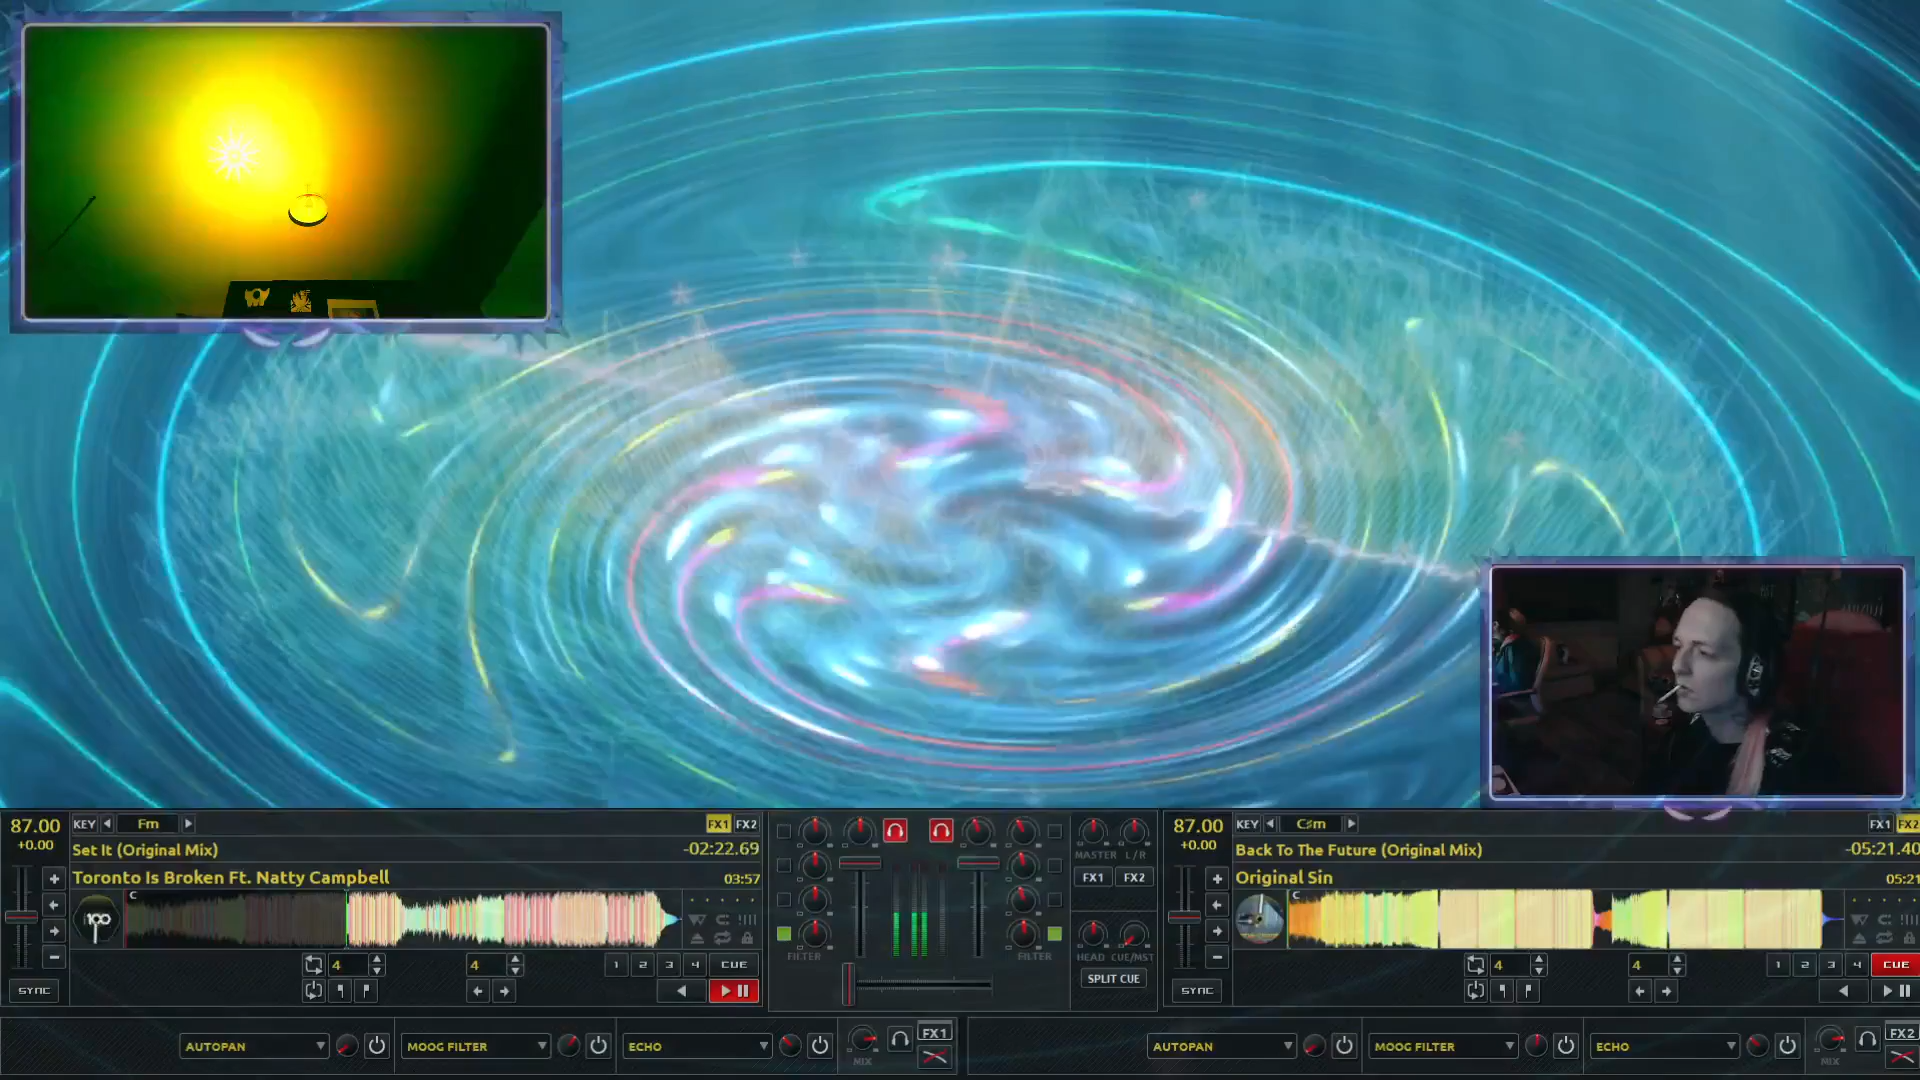 87.00
+0.00
KEY Fm FX1 FX2
Set It (Original Mix) -02:22.69
Toronto Is Broken Ft. Natty Campbell 03:57
C
100
4 4 1 2 3 4 CUE
SYNC
FILTER FILTER
MASTER L/R
FX1 FX2
HEAD CUE/MST
SPLIT CUE
87.00
+0.00
KEY C♯m FX1 FX2
Back To The Future (Original Mix) -05:21.40
Original Sin 05:21
C
4 4 1 2 3 4 CUE
SYNC
AUTOPAN MOOG FILTER ECHO MIX FX1
AUTOPAN MOOG FILTER ECHO MIX FX2